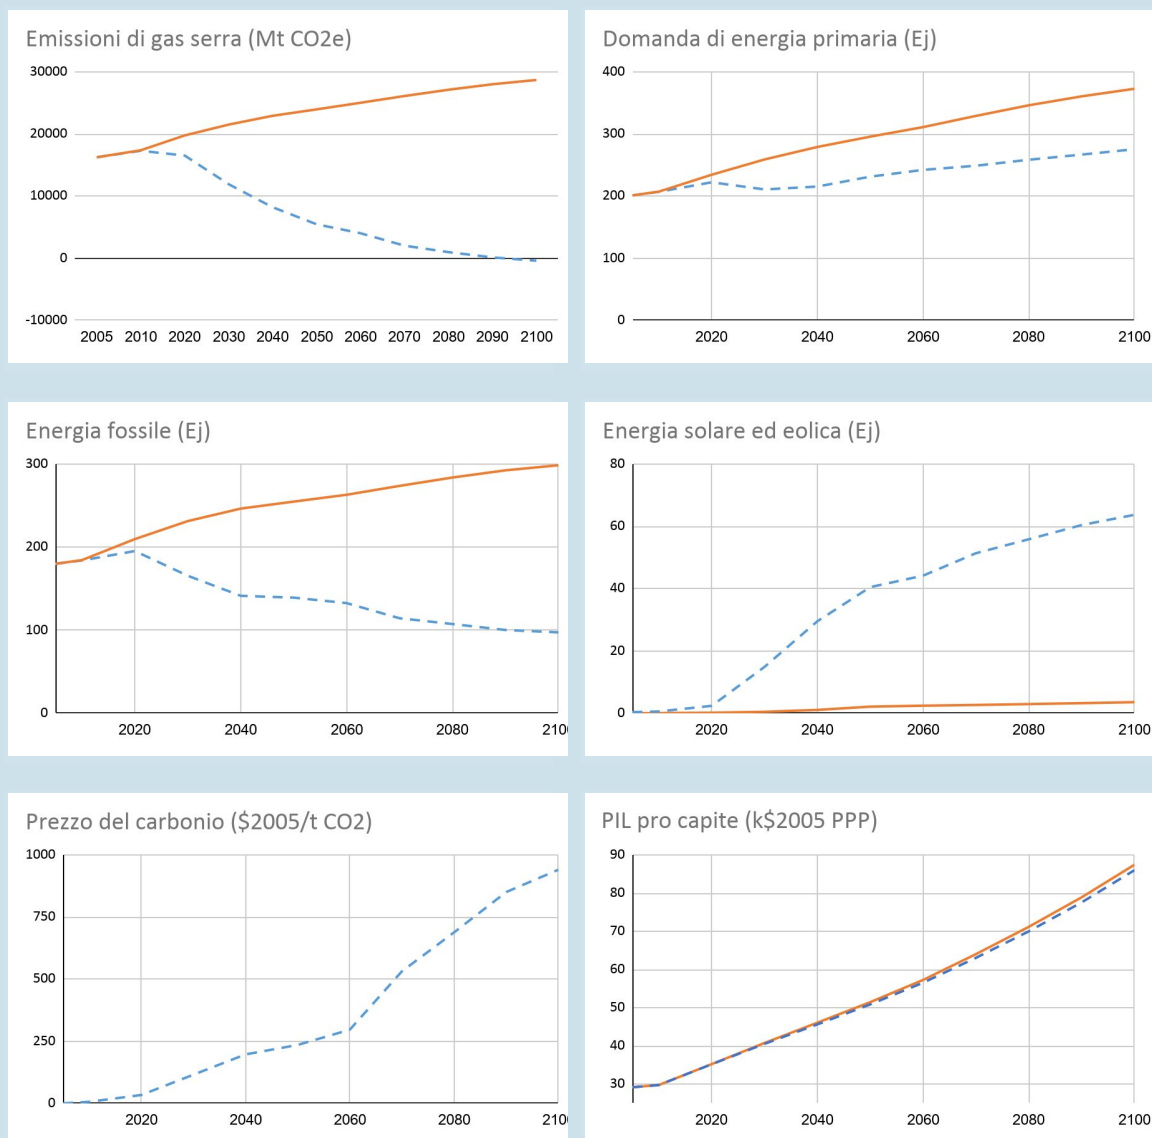 Emissioni di gas serra (Mt CO2e)
30000
20000
10000
0
-10000
2005 2010 2020 2030 2040 2050 2060 2070 2080 2090 2100
Domanda di energia primaria (Ej)
400
300
200
100
0
2020 2040 2060 2080 2100
Energia fossile (Ej)
300
200
100
0
2020 2040 2060 2080 210
Energia solare ed eolica (Ej)
80
60
40
20
0
2020 2040 2060 2080 2100
Prezzo del carbonio ($2005/t CO2)
1000
750
500
250
0
2020 2040 2060 2080 210
PIL pro capite (k$2005 PPP)
90
80
70
60
50
40
30
2020 2040 2060 2080 2100